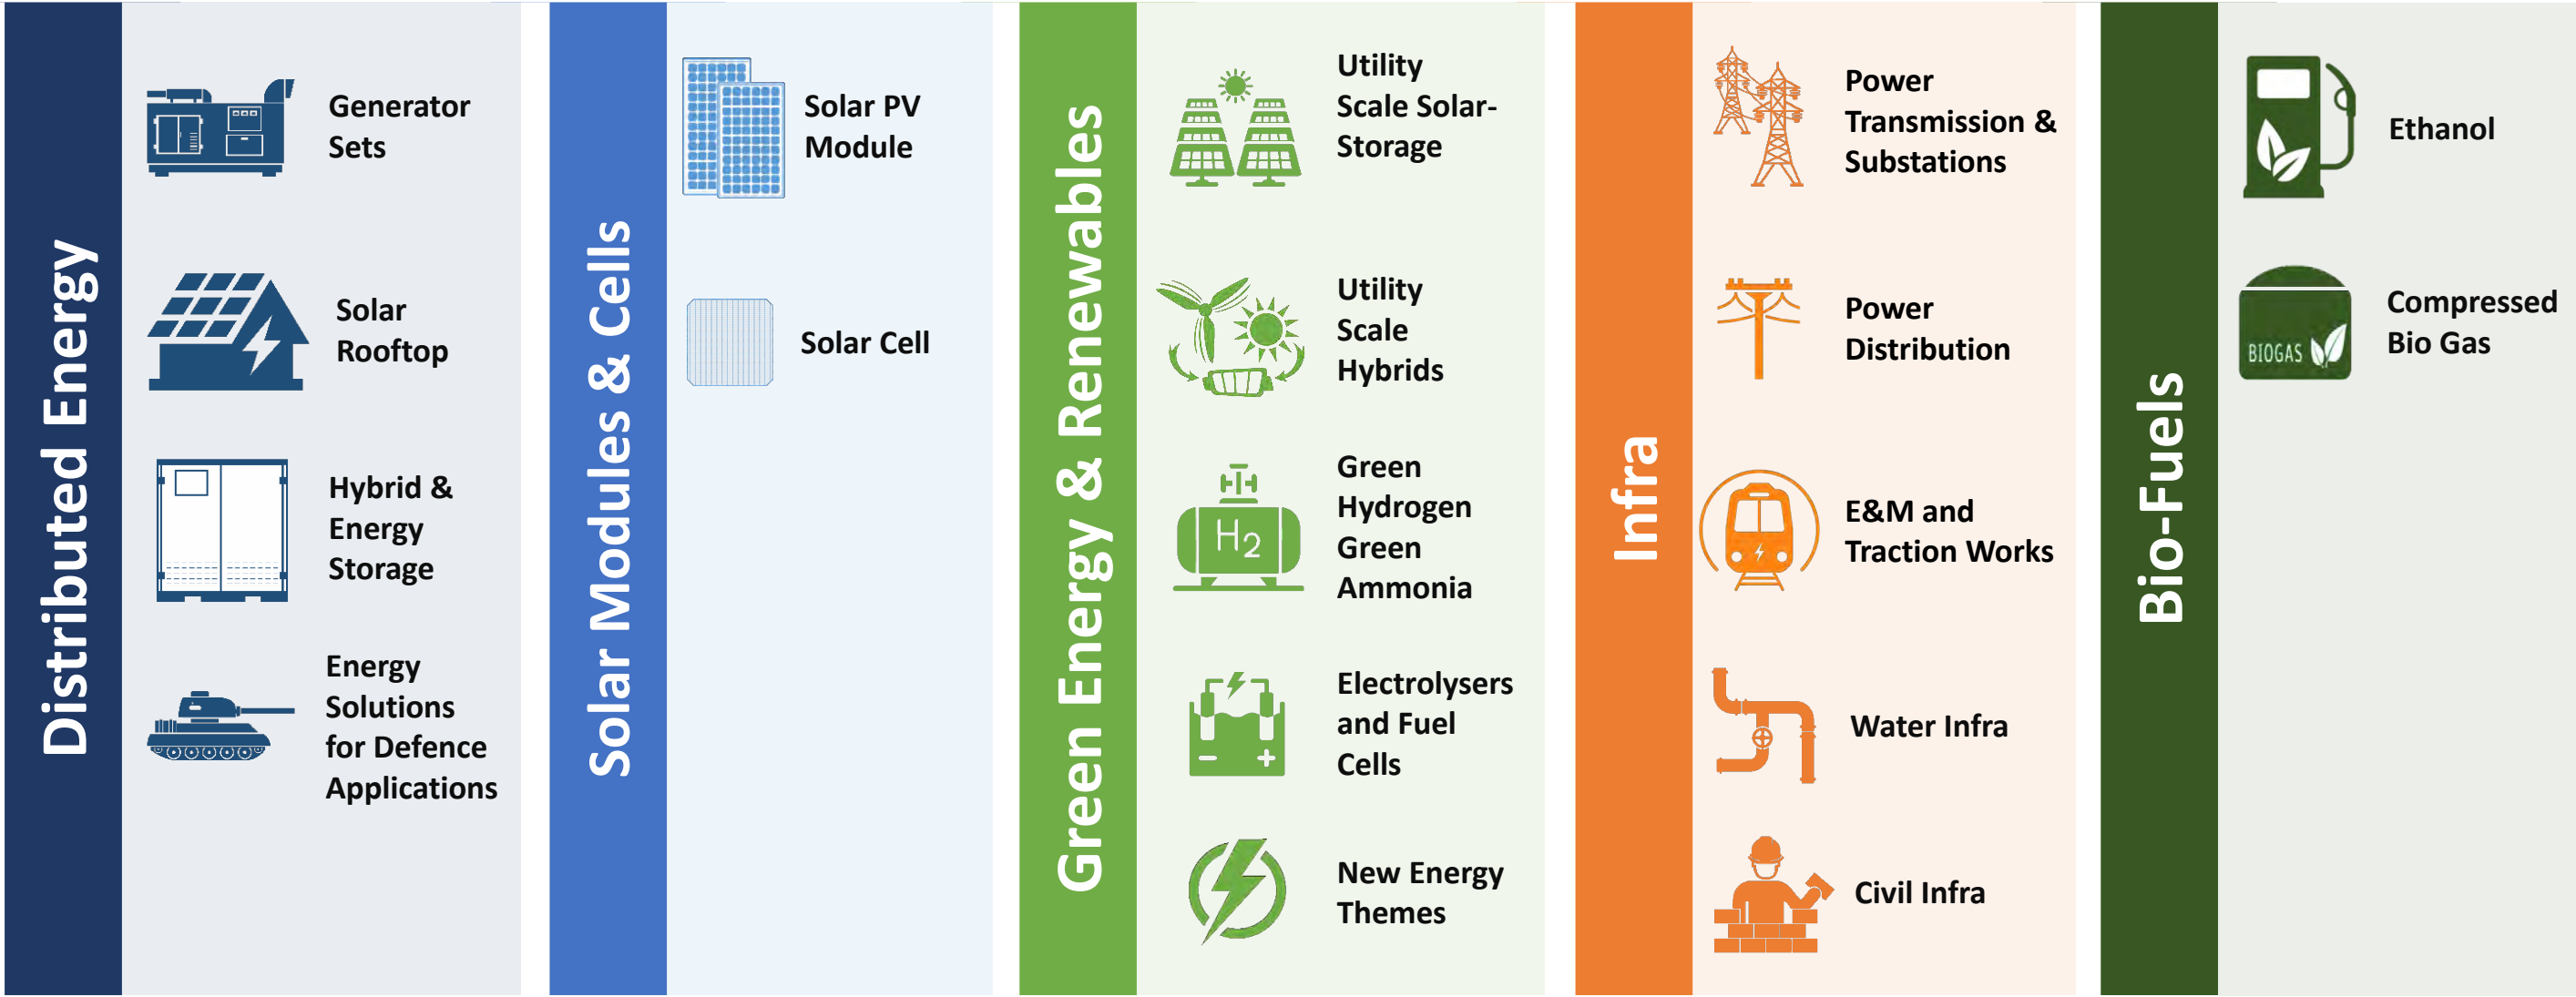 Distributed Energy
Generator
Sets
Solar
Rooftop
Hybrid &
Energy
Storage
Energy
Solutions
for Defence
Applications
Solar Modules & Cells
Solar PV
Module
Solar Cell
Green Energy & Renewables
Utility
Scale Solar-
Storage
Utility
Scale
Hybrids
H2
Green
Hydrogen
Green
Ammonia
Electrolysers
and Fuel
Cells
New Energy
Themes
Infra
Power
Transmission &
Substations
Power
Distribution
E&M and
Traction Works
Water Infra
Civil Infra
Bio-Fuels
Ethanol
BIOGAS
Compressed
Bio Gas